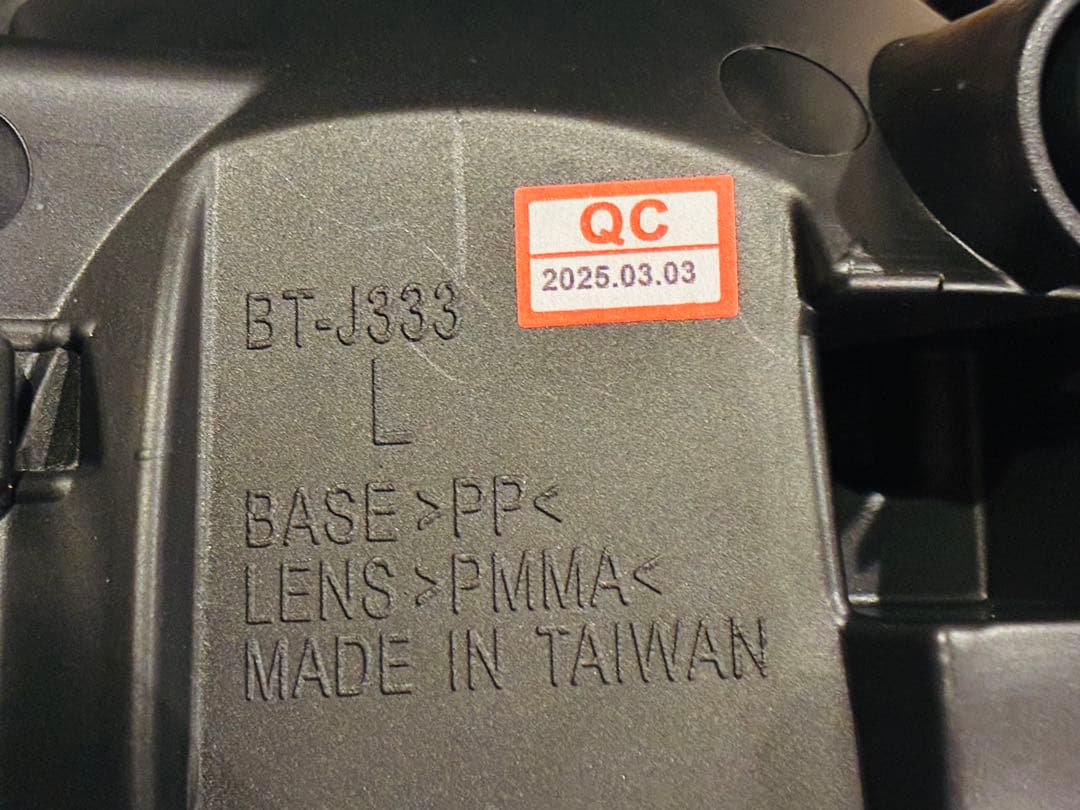 QC
2025.03.03
BT-J333
L
BASE >PP<
LENS >PMMA<
MADE IN TAIWAN